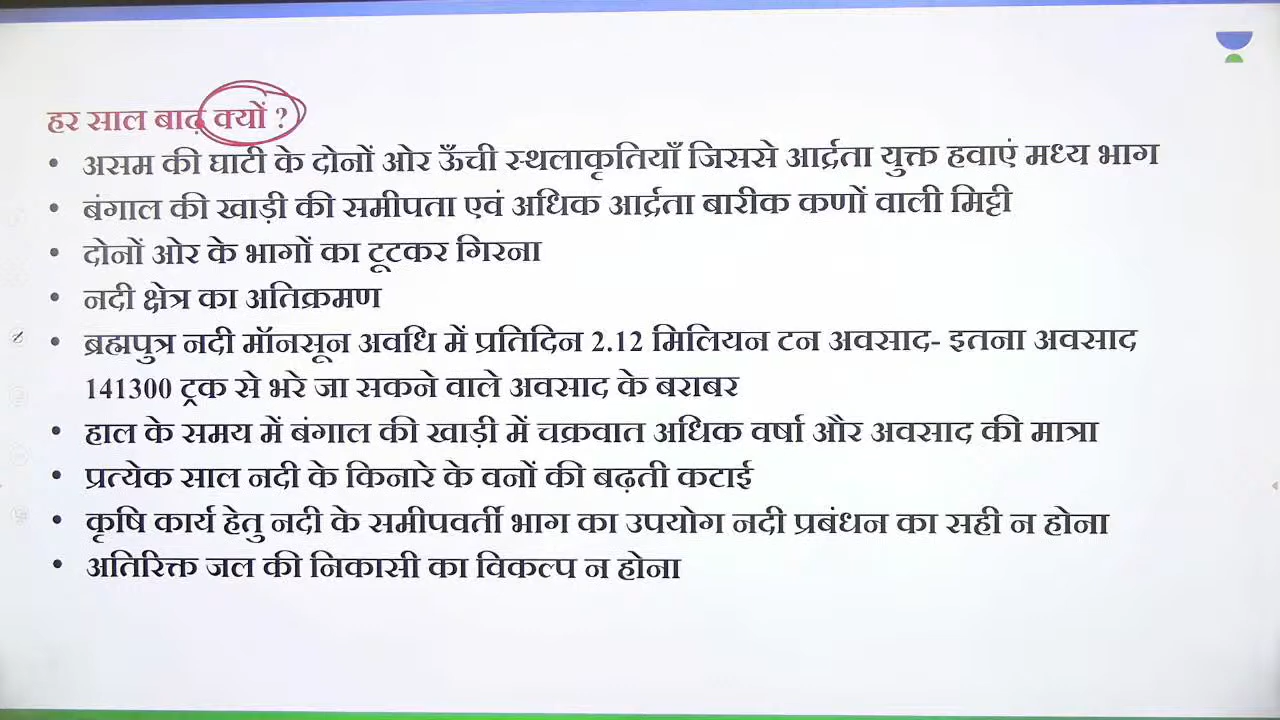 हर साल बाढ़ क्यों ?
• असम की घाटी के दोनों ओर ऊँची स्थलाकृतियाँ जिससे आर्द्रता युक्त हवाएं मध्य भाग
• बंगाल की खाड़ी की समीपता एवं अधिक आर्द्रता बारीक कणों वाली मिट्टी
• दोनों ओर के भागों का टूटकर गिरना
• नदी क्षेत्र का अतिक्रमण
• ब्रह्मपुत्र नदी मॉनसून अवधि में प्रतिदिन 2.12 मिलियन टन अवसाद- इतना अवसाद
141300 ट्रक से भरे जा सकने वाले अवसाद के बराबर
• हाल के समय में बंगाल की खाड़ी में चक्रवात अधिक वर्षा और अवसाद की मात्रा
• प्रत्येक साल नदी के किनारे के वनों की बढ़ती कटाई
• कृषि कार्य हेतु नदी के समीपवर्ती भाग का उपयोग नदी प्रबंधन का सही न होना
• अतिरिक्त जल की निकासी का विकल्प न होना